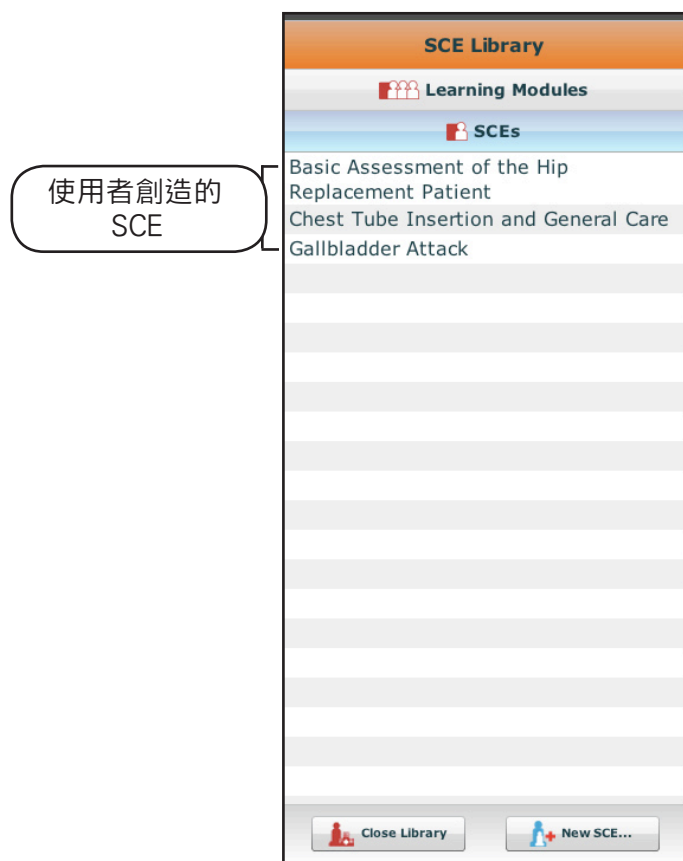 SCE Library
Learning Modules
SCEs
使用者創造的
SCE
Basic Assessment of the Hip
Replacement Patient
Chest Tube Insertion and General Care
Gallbladder Attack
Close Library
New SCE...